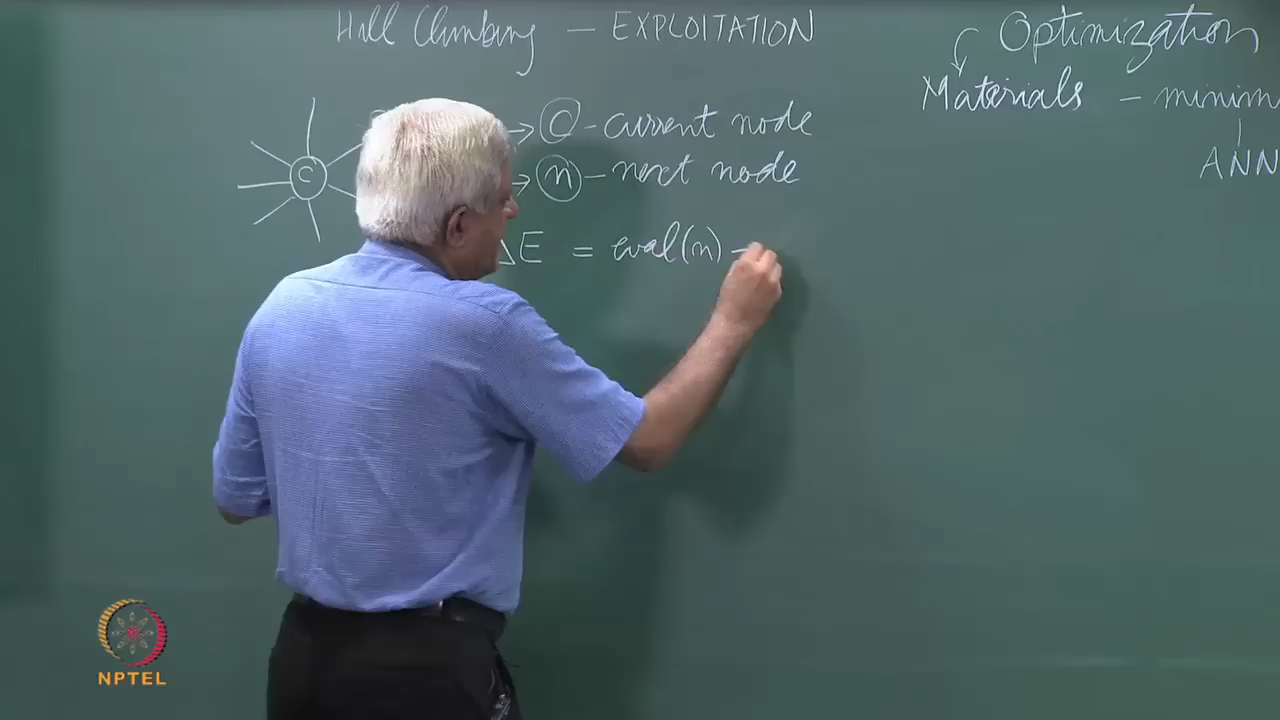 Hill Climbing — EXPLOITATION
C → C - current node
→ n - next node
ΔE = eval(n) -
Optimization
Materials - minim
ANN
NPTEL